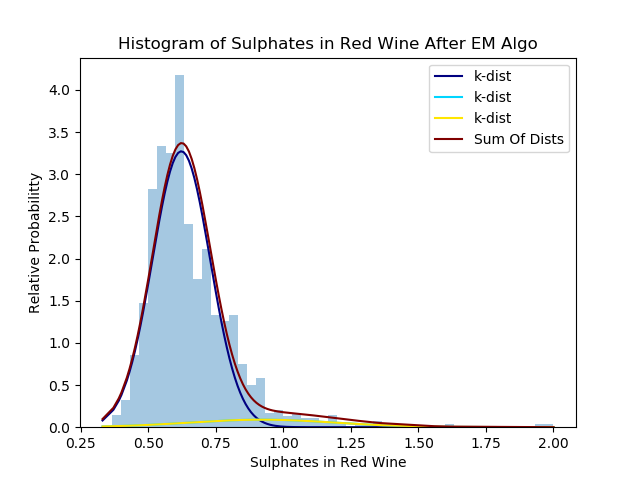 Histogram of Sulphates in Red Wine After EM Algo
k-dist
k-dist
k-dist
Sum Of Dists
4.0
3.5
3.0
2.5
2.0
1.5
1.0
0.5
0.0
Relative Probabilitty
0.25 0.50 0.75 1.00 1.25 1.50 1.75 2.00
Sulphates in Red Wine